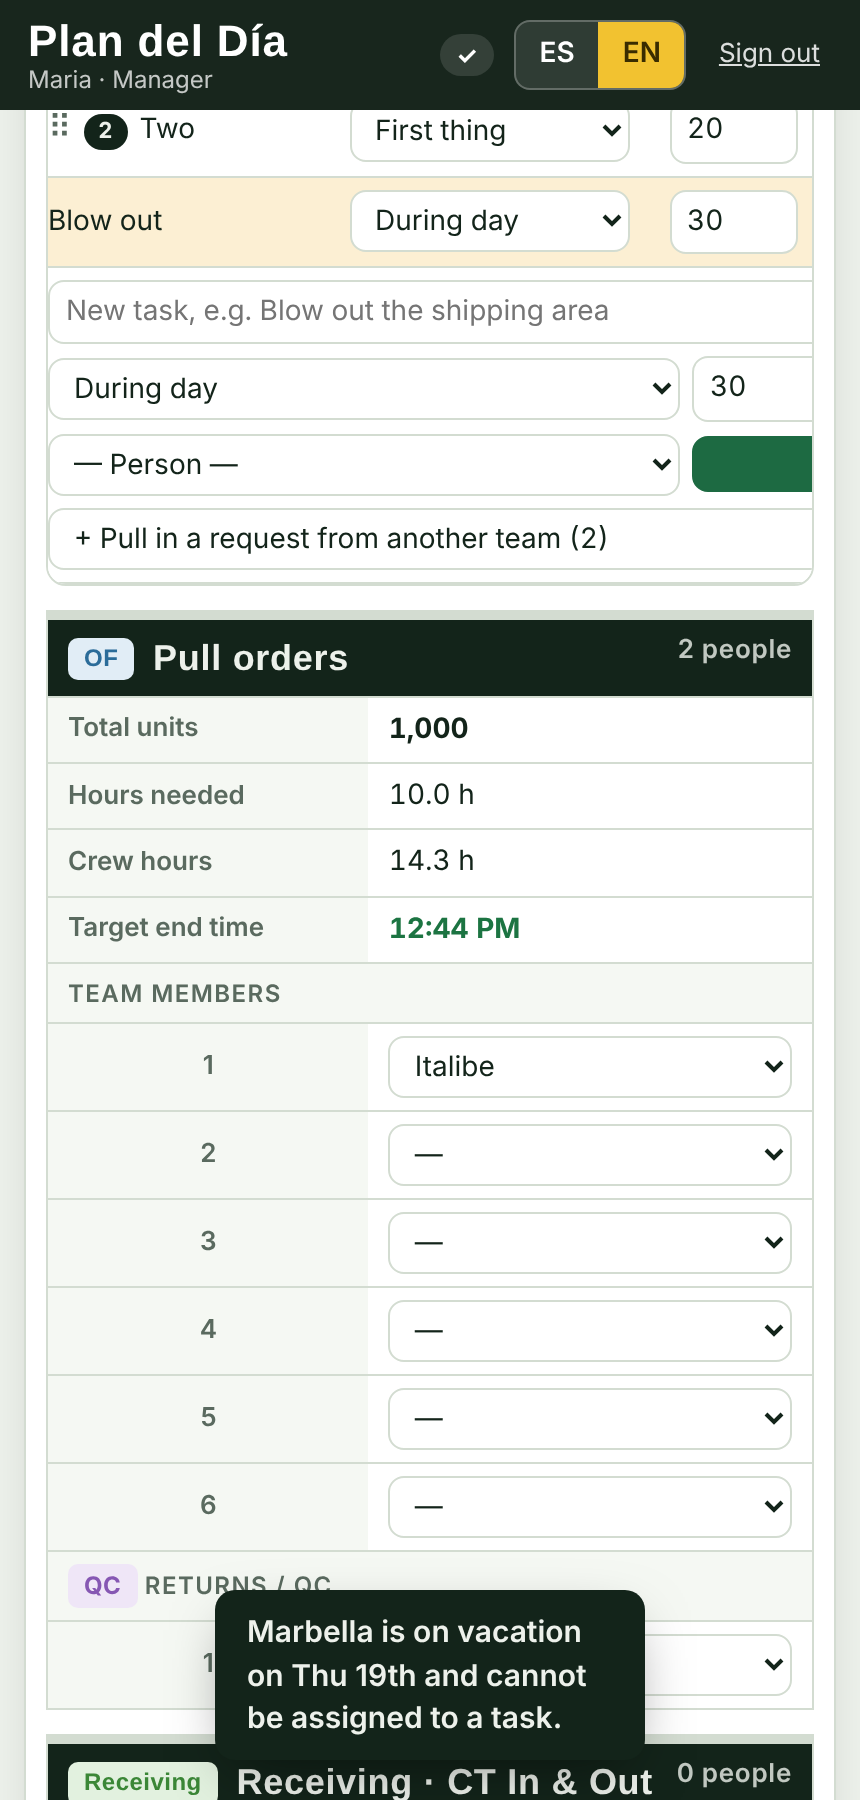 Plan del Día
Maria · Manager
ES EN
Sign out
2 Two First thing 20
Blow out During day 30
New task, e.g. Blow out the shipping area
During day 30
— Person —
+ Pull in a request from another team (2)
OF Pull orders 2 people
Total units 1,000
Hours needed 10.0 h
Crew hours 14.3 h
Target end time 12:44 PM
TEAM MEMBERS
1 Italibe
2 —
3 —
4 —
5 —
6 —
QC RETURNS / QC
1
Marbella is on vacation
on Thu 19th and cannot
be assigned to a task.
Receiving Receiving · CT In & Out 0 people